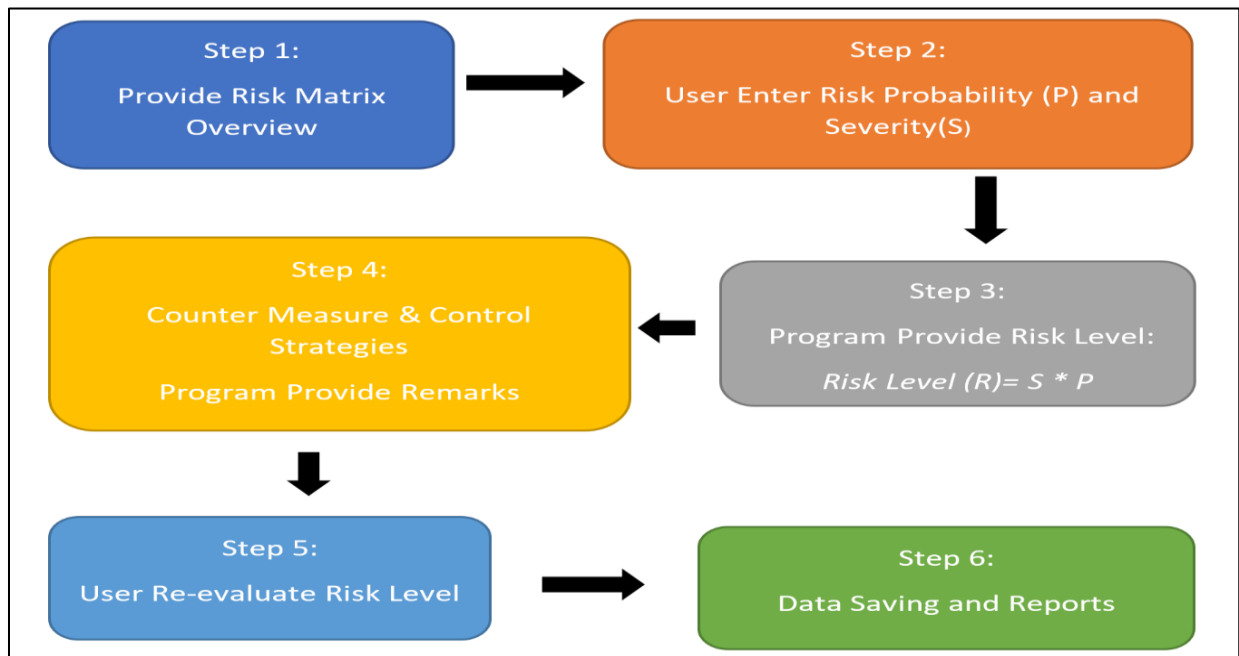 Step 1:
Provide Risk Matrix
Overview
Step 2:
User Enter Risk Probability (P) and
Severity(S)
Step 3:
Program Provide Risk Level:
Risk Level (R)= S * P
Step 4:
Counter Measure & Control
Strategies
Program Provide Remarks
Step 5:
User Re-evaluate Risk Level
Step 6:
Data Saving and Reports